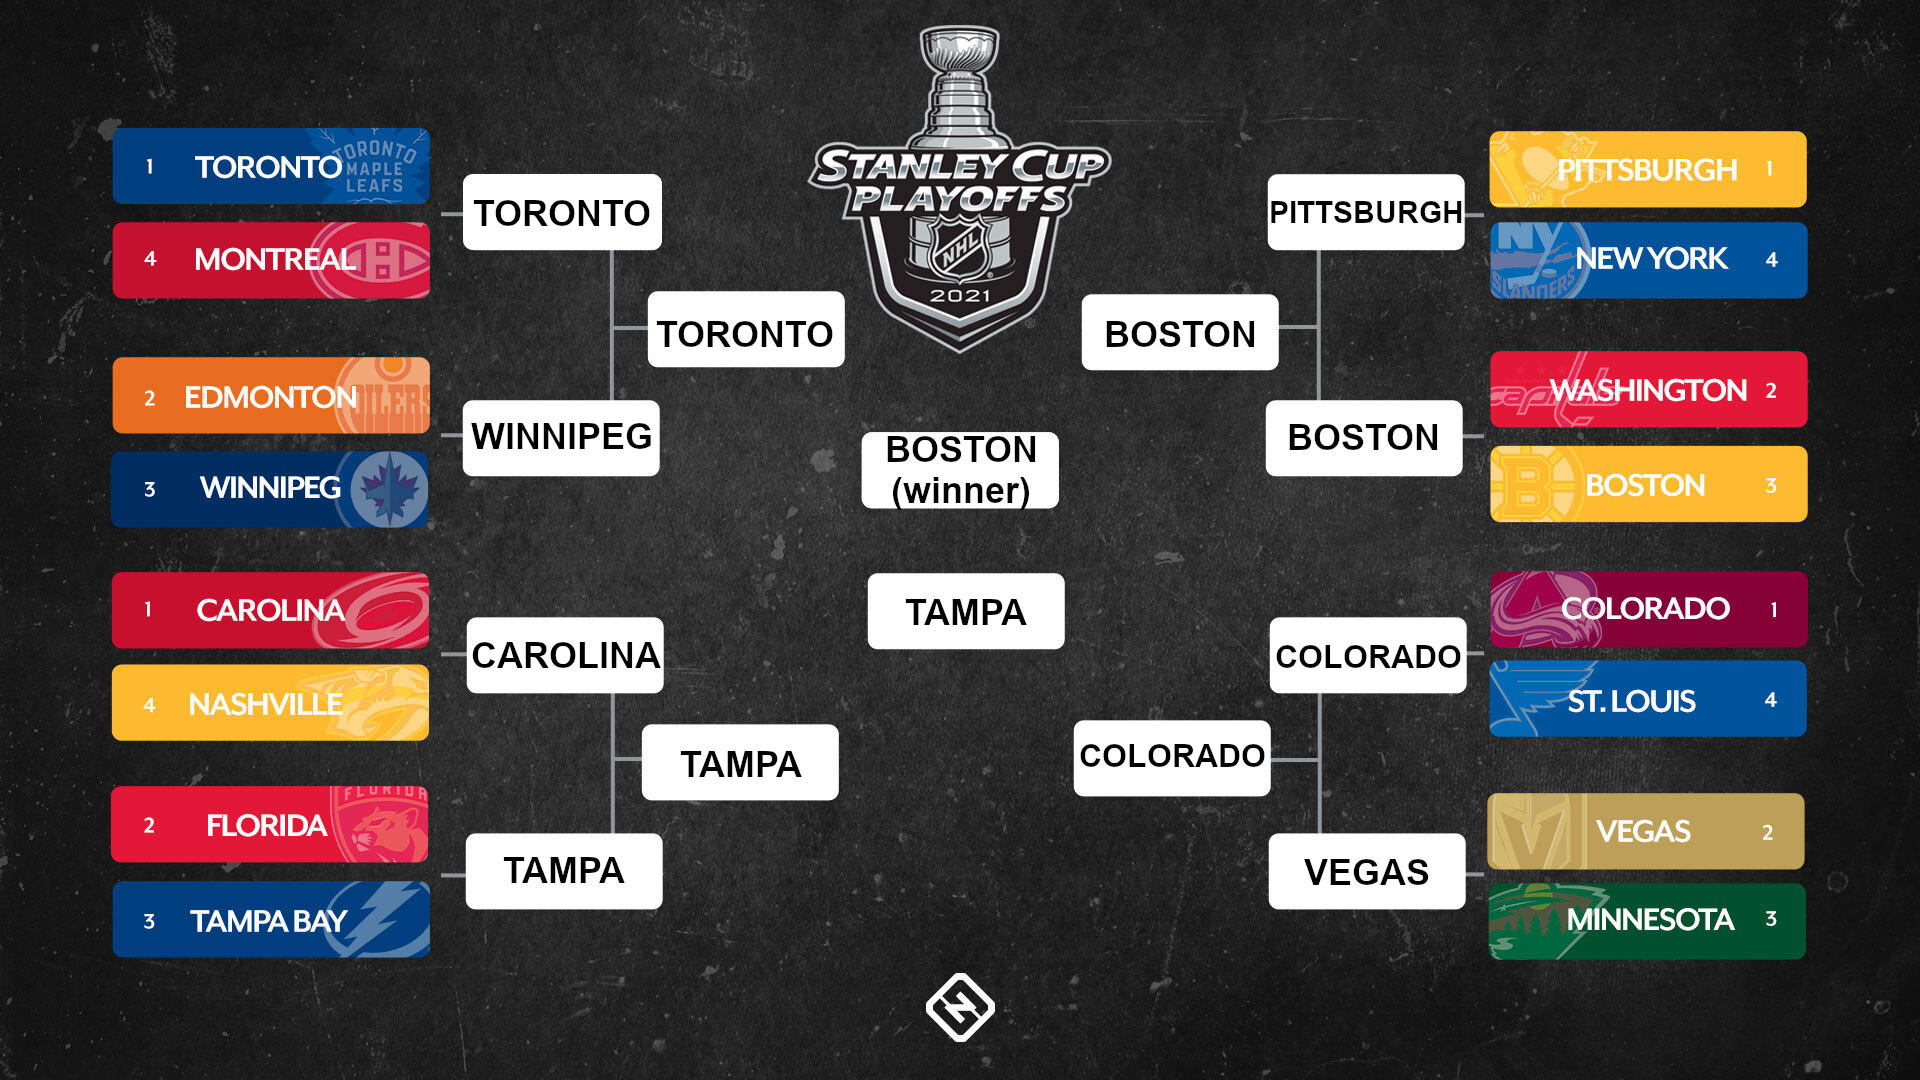 STANLEY CUP
PLAYOFFS
NHL
2021
1 TORONTO
TORONTO
MAPLE
LEAFS
4 MONTREAL
TORONTO
2 EDMONTON
OILERS
3 WINNIPEG
WINNIPEG
TORONTO
1 CAROLINA
4 NASHVILLE
CAROLINA
2 FLORIDA
FLORIDA
3 TAMPA BAY
TAMPA
TAMPA
BOSTON
(winner)
TAMPA
PITTSBURGH 1
NEW YORK 4
NY
ISLANDERS
PITTSBURGH
WASHINGTON 2
capitals
BOSTON 3
B
BOSTON
BOSTON
COLORADO 1
ST. LOUIS 4
COLORADO
VEGAS 2
MINNESOTA 3
VEGAS
COLORADO